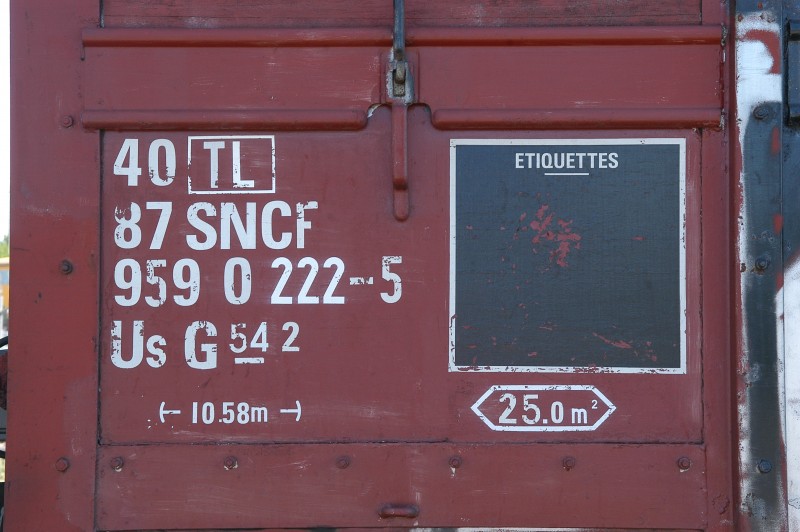 40 TL
87 SNCF
959 0 222-5
Us G 54 2
10.58m
ETIQUETTES
25.0 m²